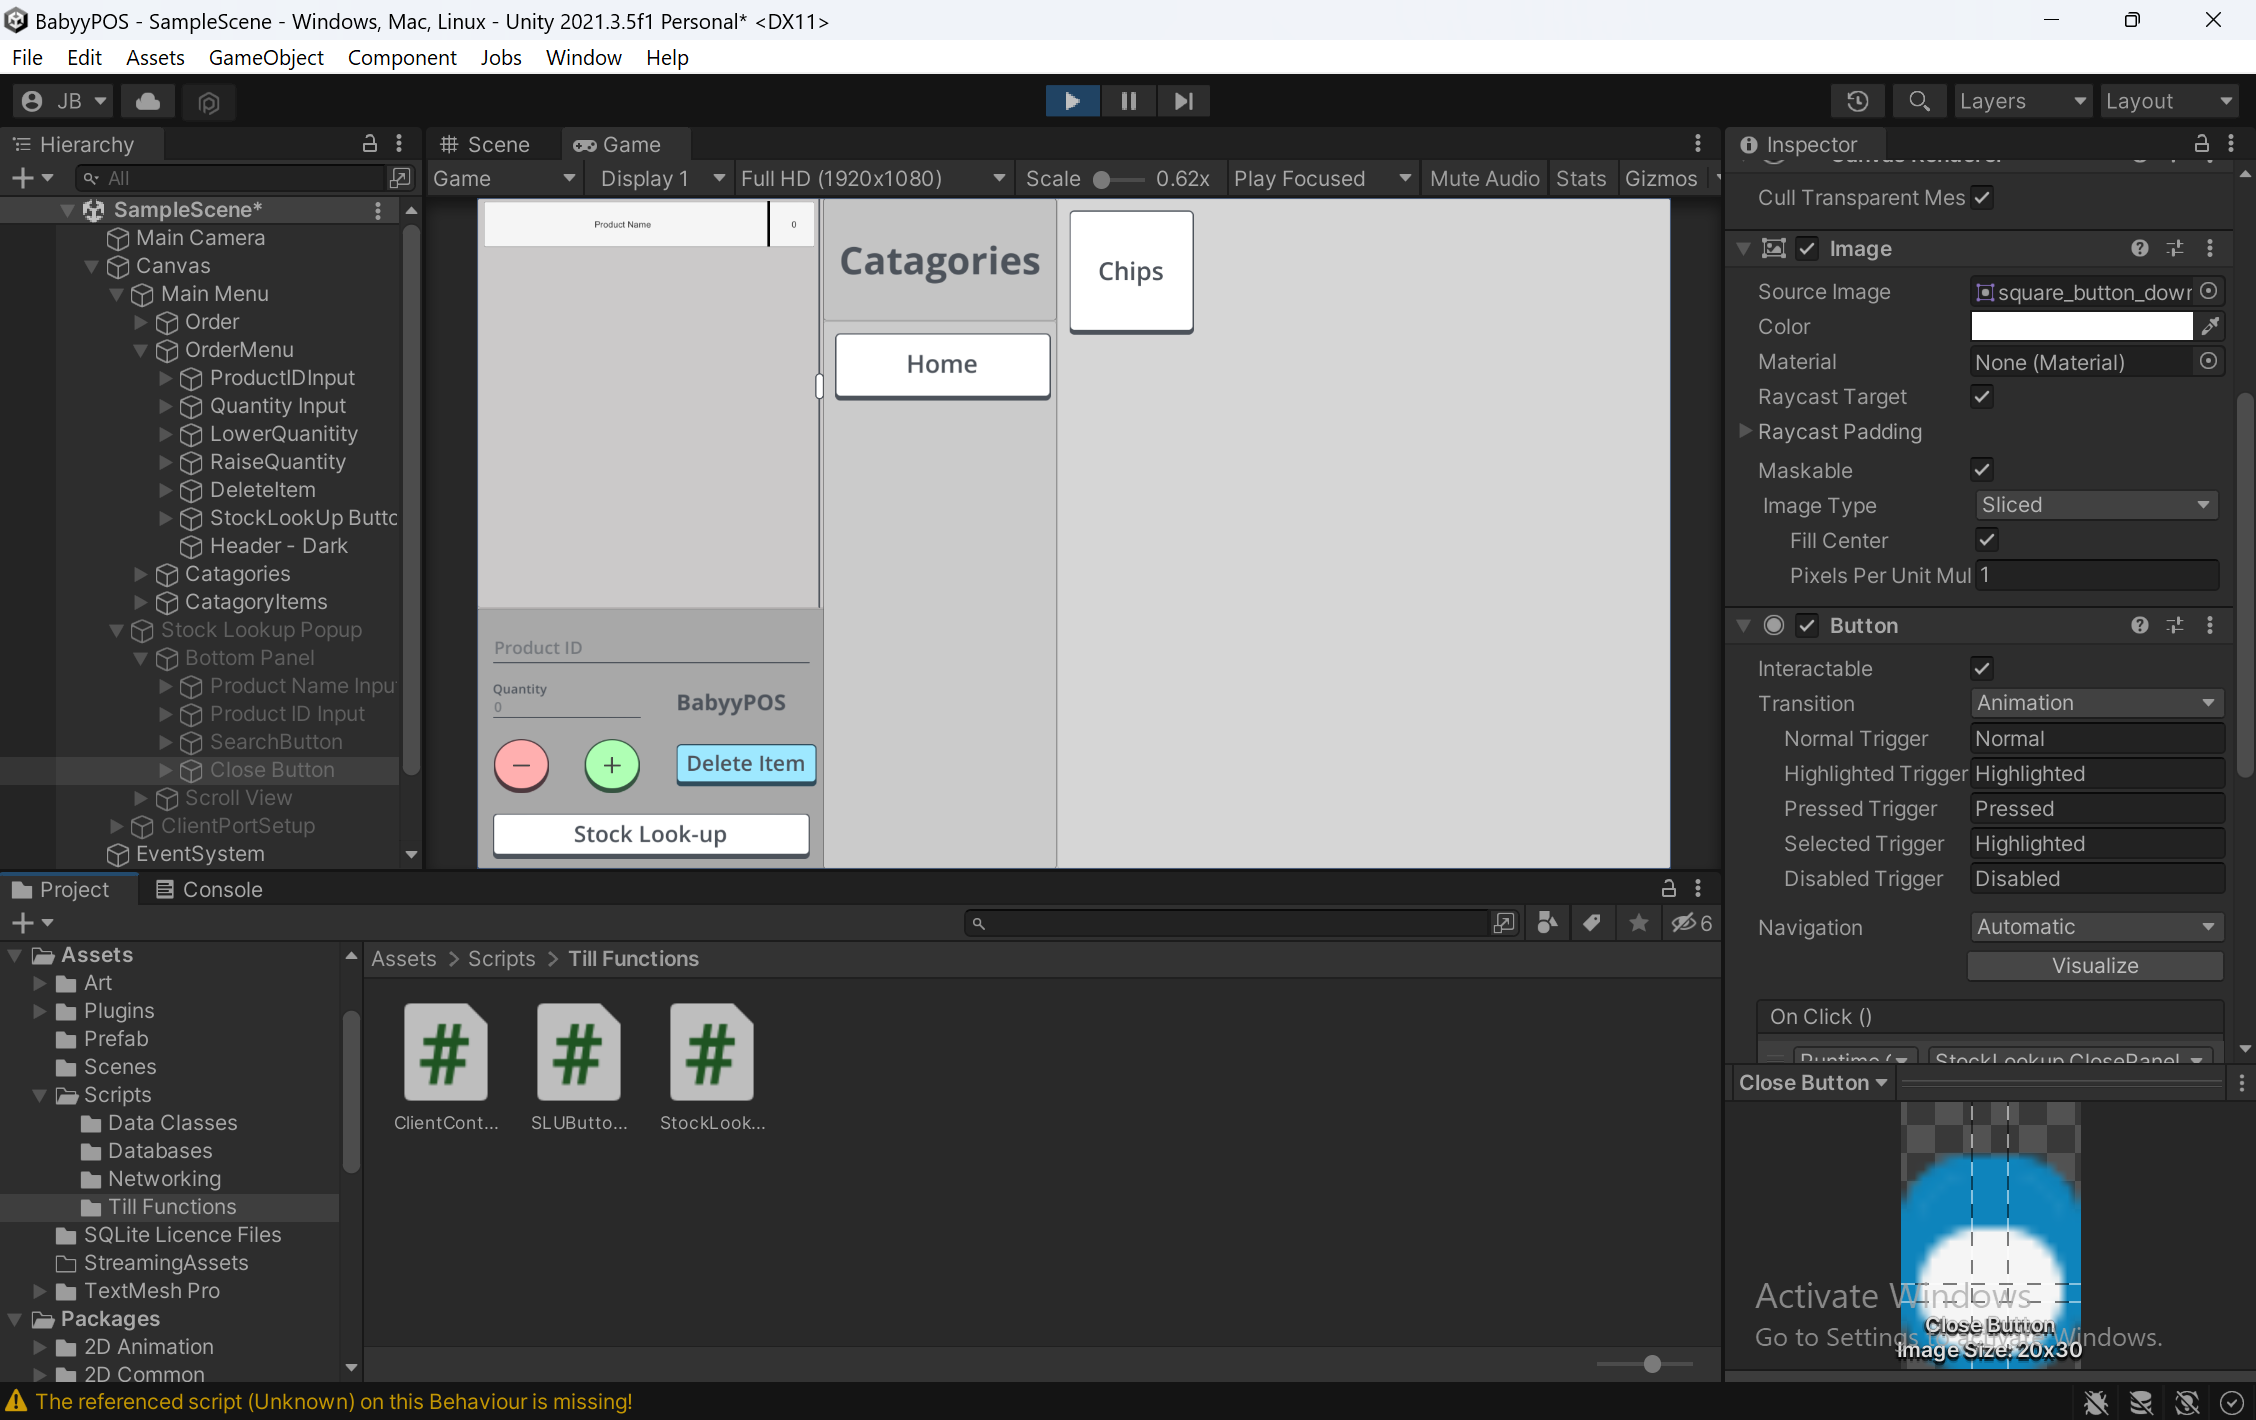 BabyyPOS - SampleScene - Windows, Mac, Linux - Unity 2021.3.5f1 Personal* <DX11>
File Edit Assets GameObject Component Jobs Window Help
JB
Layers Layout
Hierarchy
All
SampleScene*
Main Camera
Canvas
Main Menu
Order
OrderMenu
ProductIDInput
Quantity Input
LowerQuanitity
RaiseQuantity
DeleteItem
StockLookUp Butto
Header - Dark
Catagories
CatagoryItems
Stock Lookup Popup
Bottom Panel
Product Name Inpu
Product ID Input
SearchButton
Close Button
Scroll View
ClientPortSetup
EventSystem
Scene Game
Game Display 1 Full HD (1920x1080) Scale 0.62x Play Focused Mute Audio Stats Gizmos
Product Name 0
Catagories
Home
Chips
Product ID
Quantity
0
BabyyPOS
− +
Delete Item
Stock Look-up
Inspector
Cull Transparent Mes
Image
Source Image square_button_down
Color
Material None (Material)
Raycast Target
Raycast Padding
Maskable
Image Type Sliced
Fill Center
Pixels Per Unit Mul 1
Button
Interactable
Transition Animation
Normal Trigger Normal
Highlighted Trigger Highlighted
Pressed Trigger Pressed
Selected Trigger Highlighted
Disabled Trigger Disabled
Navigation Automatic
Visualize
On Click ()
StockLookup.ClosePanel
Close Button
Close Button
Image Size: 20x30
Activate Windows
Go to Settings to activate Windows.
Project Console
6
Assets
Art
Plugins
Prefab
Scenes
Scripts
Data Classes
Databases
Networking
Till Functions
SQLite Licence Files
StreamingAssets
TextMesh Pro
Packages
2D Animation
2D Common
Assets > Scripts > Till Functions
ClientCont... SLUButto... StockLook...
The referenced script (Unknown) on this Behaviour is missing!